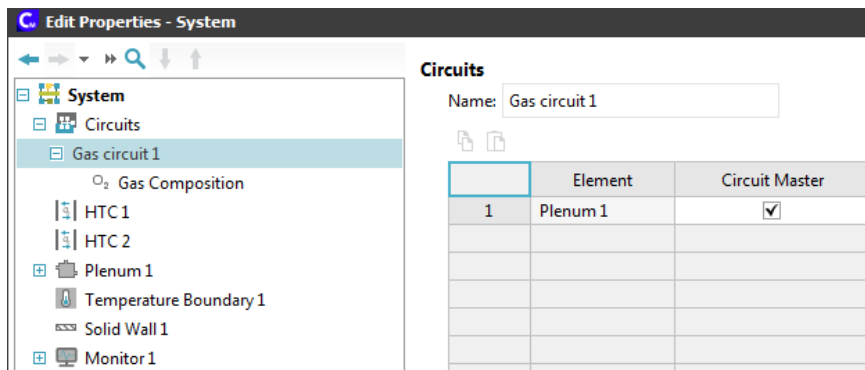 Edit Properties - System
System
Circuits
Gas circuit 1
O2 Gas Composition
HTC 1
HTC 2
Plenum 1
Temperature Boundary 1
Solid Wall 1
Monitor 1
Circuits
Name: Gas circuit 1
Element Circuit Master
1 Plenum 1